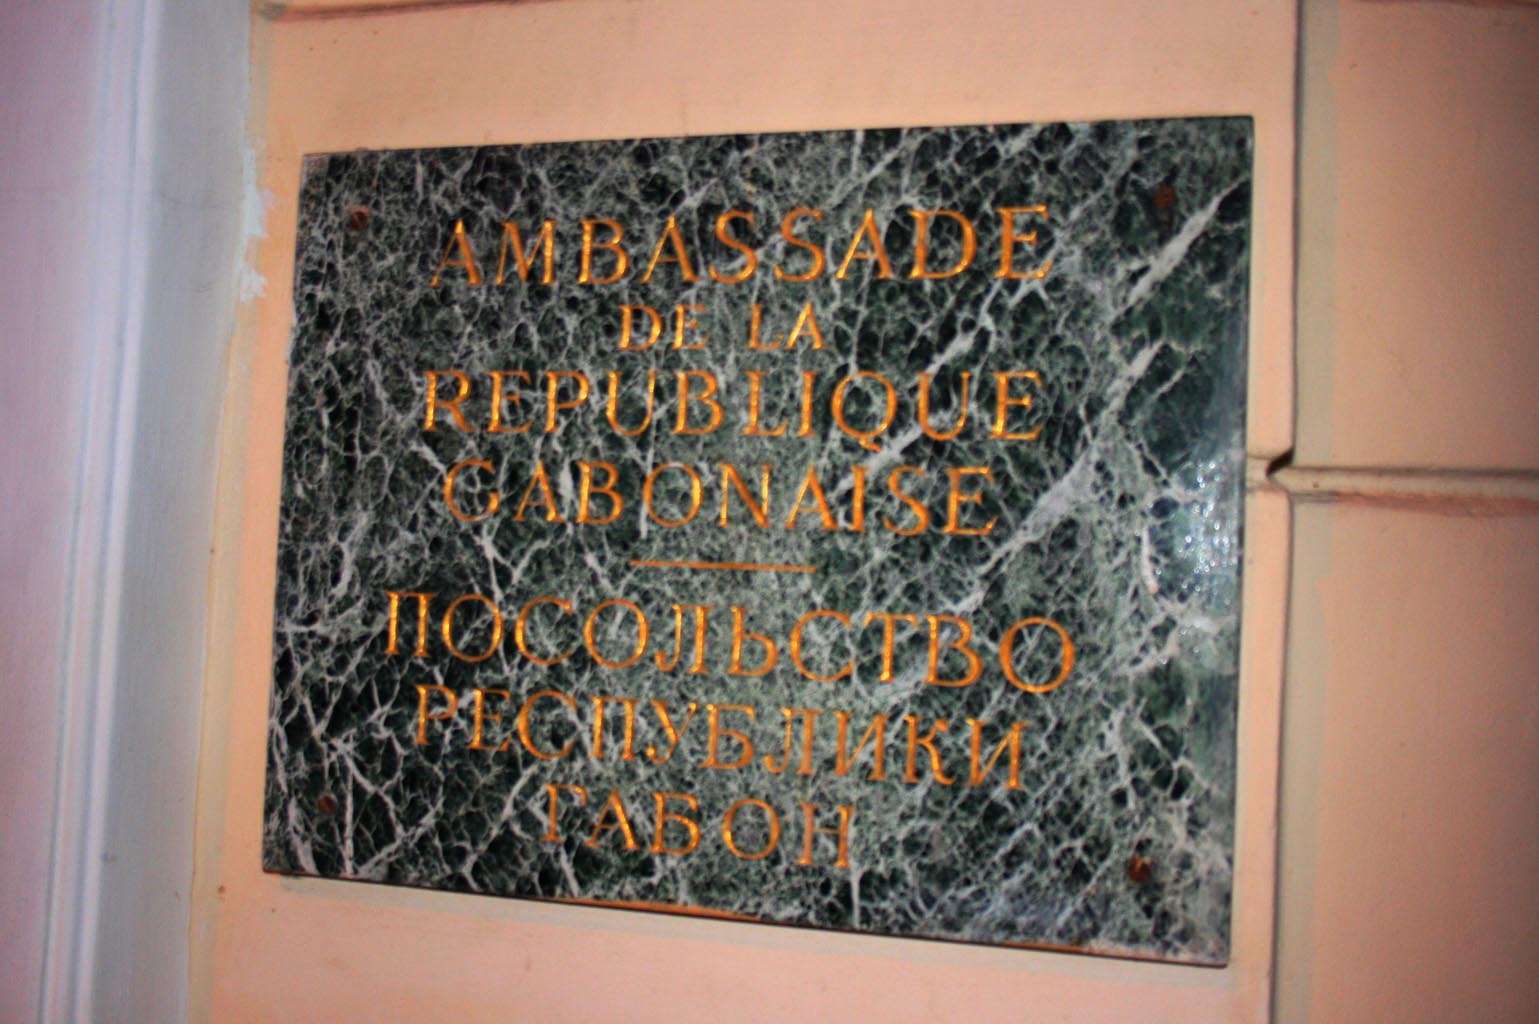 AMBASSADE
DE LA
REPUBLIQUE
GABONAISE
ПОСОЛЬСТВО
РЕСПУБЛИКИ
ГАБОН